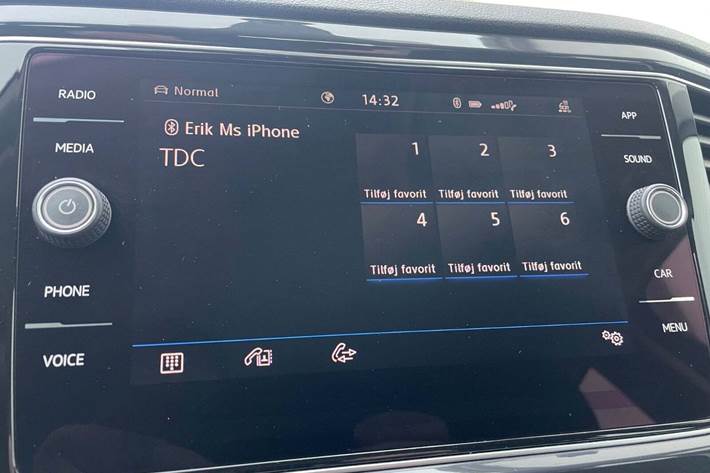 RADIO
MEDIA
PHONE
VOICE
Normal
14:32
Erik Ms iPhone
TDC
1 2 3
Tilføj favorit Tilføj favorit Tilføj favorit
4 5 6
Tilføj favorit Tilføj favorit Tilføj favorit
APP
SOUND
CAR
MENU